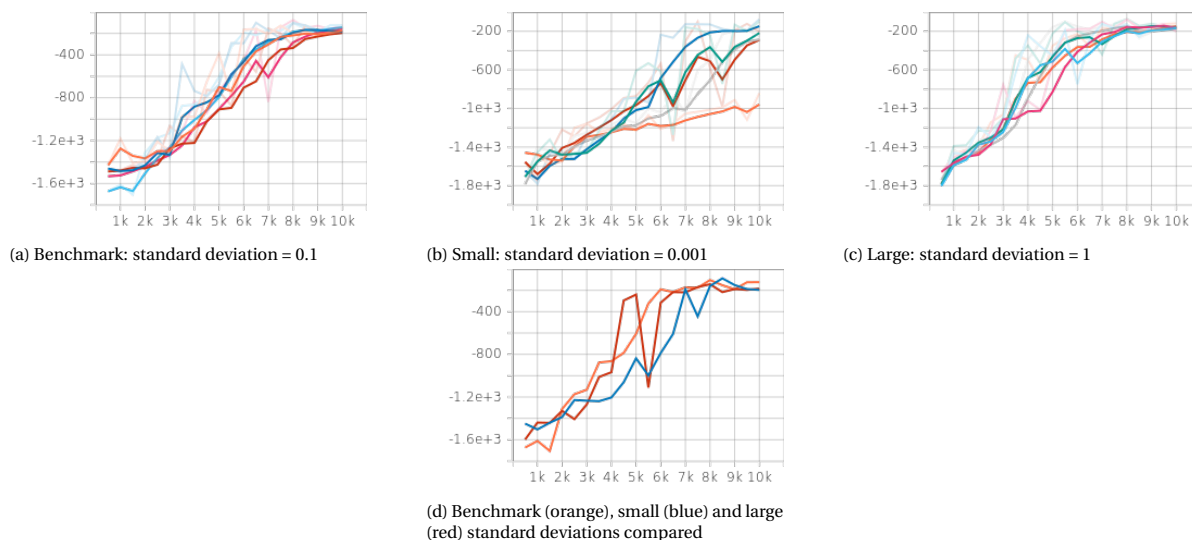 -400
-800
-1.2e+3
-1.6e+3
1k 2k 3k 4k 5k 6k 7k 8k 9k 10k
(a) Benchmark: standard deviation = 0.1
-200
-600
-1e+3
-1.4e+3
-1.8e+3
1k 2k 3k 4k 5k 6k 7k 8k 9k 10k
(b) Small: standard deviation = 0.001
-200
-600
-1e+3
-1.4e+3
-1.8e+3
1k 2k 3k 4k 5k 6k 7k 8k 9k 10k
(c) Large: standard deviation = 1
-400
-800
-1.2e+3
-1.6e+3
1k 2k 3k 4k 5k 6k 7k 8k 9k 10k
(d) Benchmark (orange), small (blue) and large
(red) standard deviations compared